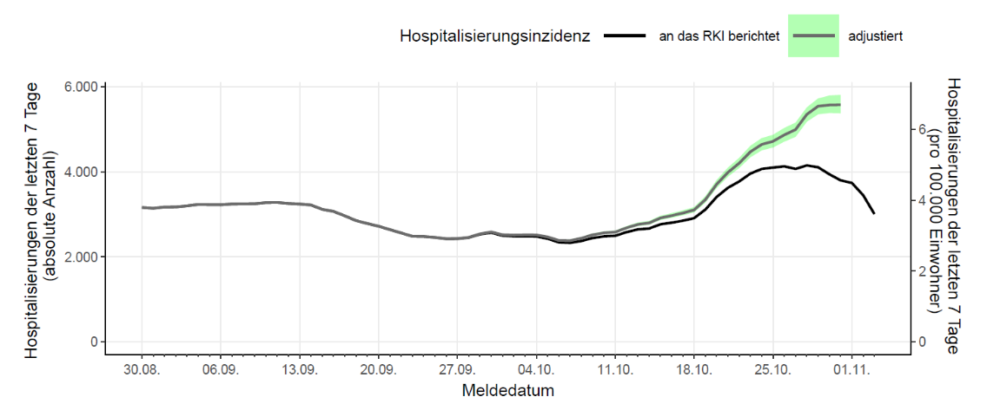 Hospitalisierungsinzidenz an das RKI berichtet adjustiert
Hospitalisierungen der letzten 7 Tage
(absolute Anzahl)
6.000
4.000
2.000
0
6
4
2
0
Hospitalisierungen der letzten 7 Tage
(pro 100.000 Einwohner)
30.08. 06.09. 13.09. 20.09. 27.09. 04.10. 11.10. 18.10. 25.10. 01.11.
Meldedatum